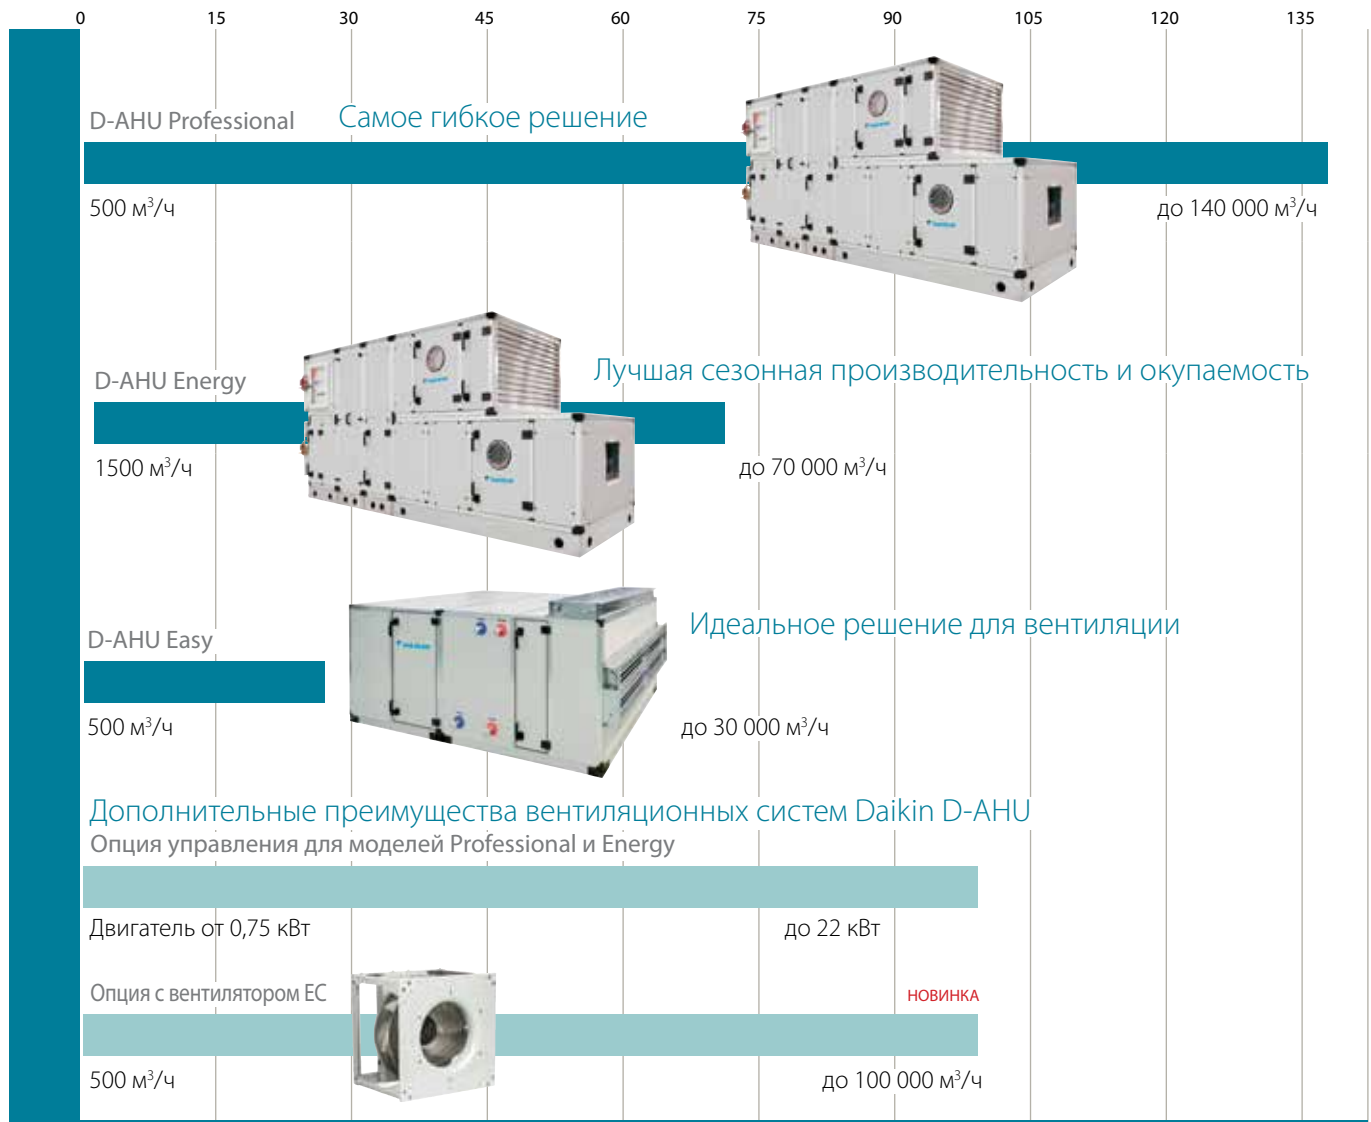 0 15 30 45 60 75 90 105 120 135
D-AHU Professional
Самое гибкое решение
500 м³/ч
до 140 000 м³/ч
D-AHU Energy
Лучшая сезонная производительность и окупаемость
1500 м³/ч
до 70 000 м³/ч
D-AHU Easy
Идеальное решение для вентиляции
500 м³/ч
до 30 000 м³/ч
Дополнительные преимущества вентиляционных систем Daikin D-AHU
Опция управления для моделей Professional и Energy
Двигатель от 0,75 кВт
до 22 кВт
Опция с вентилятором ЕС
НОВИНКА
500 м³/ч
до 100 000 м³/ч